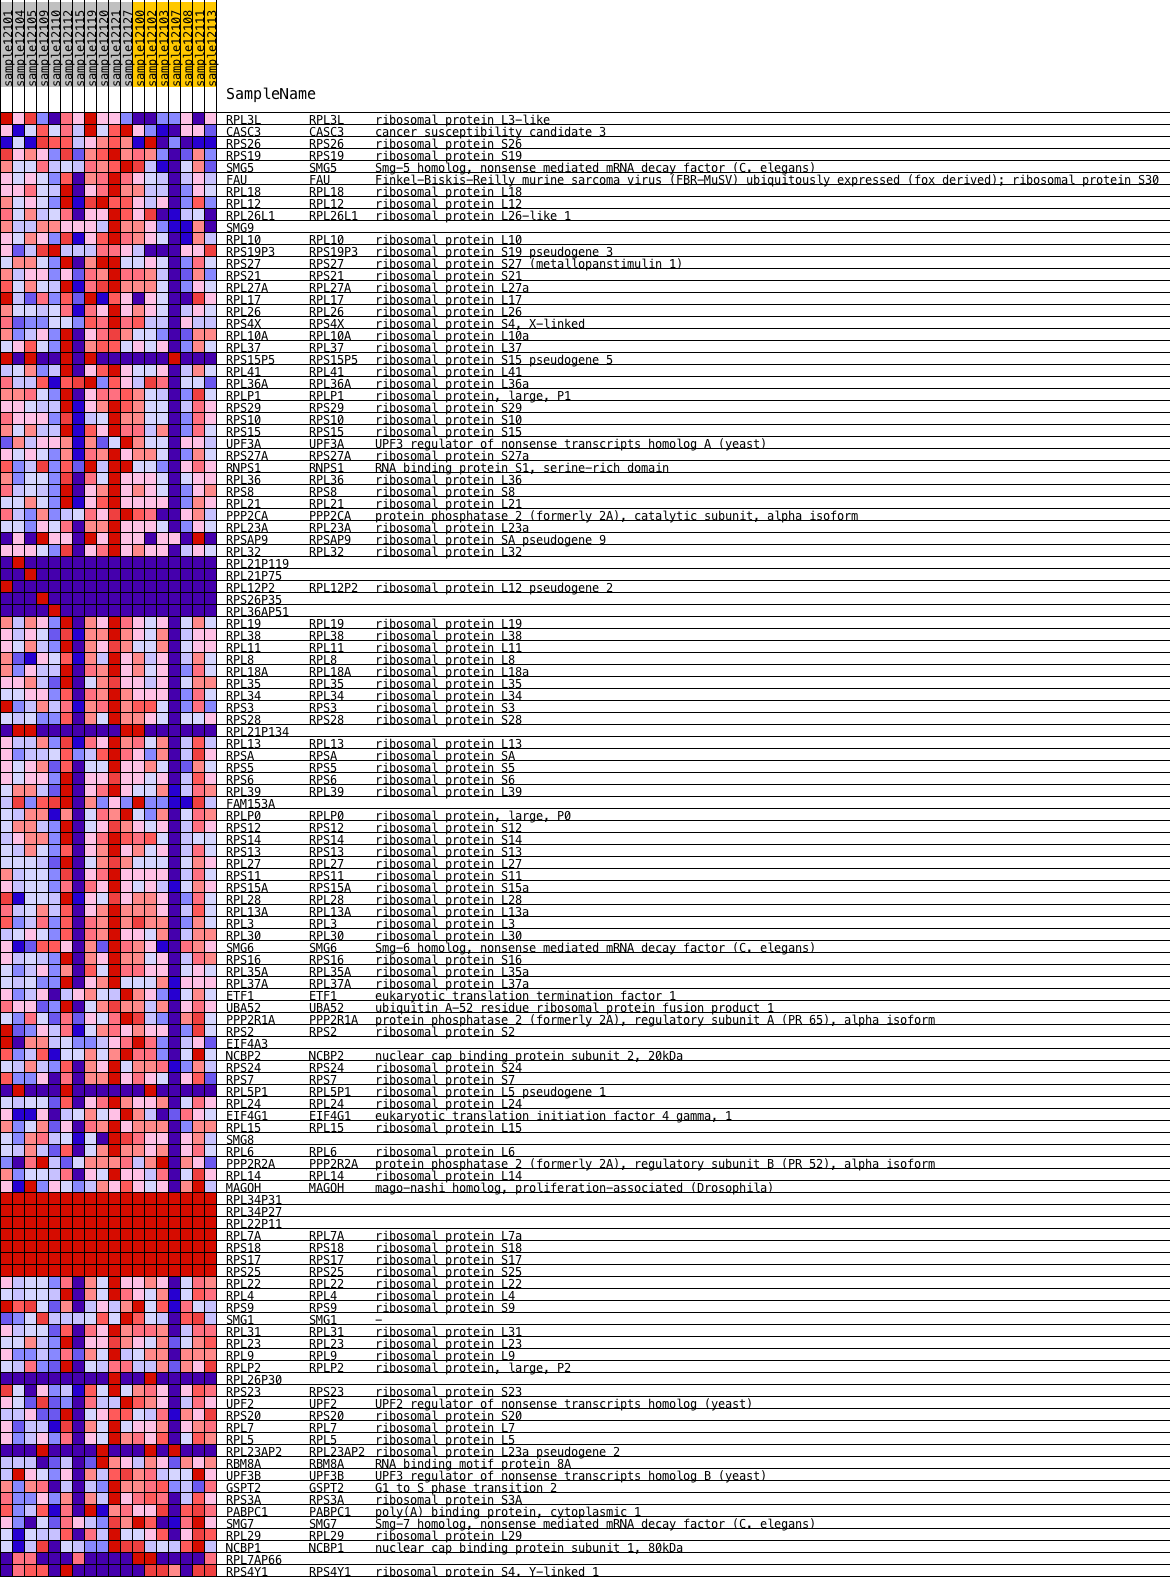 sample12101 sample12104 sample12105 sample12109 sample12110 sample12112 sample12115 sample12119 sample12120 sample12121 sample12127 sample12100 sample12102 sample12103 sample12107 sample12108 sample12111 sample12113
SampleName
RPL3L RPL3L ribosomal protein L3-like
CASC3 CASC3 cancer susceptibility candidate 3
RPS26 RPS26 ribosomal protein S26
RPS19 RPS19 ribosomal protein S19
SMG5 SMG5 Smg-5 homolog, nonsense mediated mRNA decay factor (C. elegans)
FAU FAU Finkel-Biskis-Reilly murine sarcoma virus (FBR-MuSV) ubiquitously expressed (fox derived); ribosomal protein S30
RPL18 RPL18 ribosomal protein L18
RPL12 RPL12 ribosomal protein L12
RPL26L1 RPL26L1 ribosomal protein L26-like 1
SMG9
RPL10 RPL10 ribosomal protein L10
RPS19P3 RPS19P3 ribosomal protein S19 pseudogene 3
RPS27 RPS27 ribosomal protein S27 (metallopanstimulin 1)
RPS21 RPS21 ribosomal protein S21
RPL27A RPL27A ribosomal protein L27a
RPL17 RPL17 ribosomal protein L17
RPL26 RPL26 ribosomal protein L26
RPS4X RPS4X ribosomal protein S4, X-linked
RPL10A RPL10A ribosomal protein L10a
RPL37 RPL37 ribosomal protein L37
RPS15P5 RPS15P5 ribosomal protein S15 pseudogene 5
RPL41 RPL41 ribosomal protein L41
RPL36A RPL36A ribosomal protein L36a
RPLP1 RPLP1 ribosomal protein, large, P1
RPS29 RPS29 ribosomal protein S29
RPS10 RPS10 ribosomal protein S10
RPS15 RPS15 ribosomal protein S15
UPF3A UPF3A UPF3 regulator of nonsense transcripts homolog A (yeast)
RPS27A RPS27A ribosomal protein S27a
RNPS1 RNPS1 RNA binding protein S1, serine-rich domain
RPL36 RPL36 ribosomal protein L36
RPS8 RPS8 ribosomal protein S8
RPL21 RPL21 ribosomal protein L21
PPP2CA PPP2CA protein phosphatase 2 (formerly 2A), catalytic subunit, alpha isoform
RPL23A RPL23A ribosomal protein L23a
RPSAP9 RPSAP9 ribosomal protein SA pseudogene 9
RPL32 RPL32 ribosomal protein L32
RPL21P119
RPL21P75
RPL12P2 RPL12P2 ribosomal protein L12 pseudogene 2
RPS26P35
RPL36AP51
RPL19 RPL19 ribosomal protein L19
RPL38 RPL38 ribosomal protein L38
RPL11 RPL11 ribosomal protein L11
RPL8 RPL8 ribosomal protein L8
RPL18A RPL18A ribosomal protein L18a
RPL35 RPL35 ribosomal protein L35
RPL34 RPL34 ribosomal protein L34
RPS3 RPS3 ribosomal protein S3
RPS28 RPS28 ribosomal protein S28
RPL21P134
RPL13 RPL13 ribosomal protein L13
RPSA RPSA ribosomal protein SA
RPS5 RPS5 ribosomal protein S5
RPS6 RPS6 ribosomal protein S6
RPL39 RPL39 ribosomal protein L39
FAM153A
RPLP0 RPLP0 ribosomal protein, large, P0
RPS12 RPS12 ribosomal protein S12
RPS14 RPS14 ribosomal protein S14
RPS13 RPS13 ribosomal protein S13
RPL27 RPL27 ribosomal protein L27
RPS11 RPS11 ribosomal protein S11
RPS15A RPS15A ribosomal protein S15a
RPL28 RPL28 ribosomal protein L28
RPL13A RPL13A ribosomal protein L13a
RPL3 RPL3 ribosomal protein L3
RPL30 RPL30 ribosomal protein L30
SMG6 SMG6 Smg-6 homolog, nonsense mediated mRNA decay factor (C. elegans)
RPS16 RPS16 ribosomal protein S16
RPL35A RPL35A ribosomal protein L35a
RPL37A RPL37A ribosomal protein L37a
ETF1 ETF1 eukaryotic translation termination factor 1
UBA52 UBA52 ubiquitin A-52 residue ribosomal protein fusion product 1
PPP2R1A PPP2R1A protein phosphatase 2 (formerly 2A), regulatory subunit A (PR 65), alpha isoform
RPS2 RPS2 ribosomal protein S2
EIF4A3
NCBP2 NCBP2 nuclear cap binding protein subunit 2, 20kDa
RPS24 RPS24 ribosomal protein S24
RPS7 RPS7 ribosomal protein S7
RPL5P1 RPL5P1 ribosomal protein L5 pseudogene 1
RPL24 RPL24 ribosomal protein L24
EIF4G1 EIF4G1 eukaryotic translation initiation factor 4 gamma, 1
RPL15 RPL15 ribosomal protein L15
SMG8
RPL6 RPL6 ribosomal protein L6
PPP2R2A PPP2R2A protein phosphatase 2 (formerly 2A), regulatory subunit B (PR 52), alpha isoform
RPL14 RPL14 ribosomal protein L14
MAGOH MAGOH mago-nashi homolog, proliferation-associated (Drosophila)
RPL34P31
RPL34P27
RPL22P11
RPL7A RPL7A ribosomal protein L7a
RPS18 RPS18 ribosomal protein S18
RPS17 RPS17 ribosomal protein S17
RPS25 RPS25 ribosomal protein S25
RPL22 RPL22 ribosomal protein L22
RPL4 RPL4 ribosomal protein L4
RPS9 RPS9 ribosomal protein S9
SMG1 SMG1 -
RPL31 RPL31 ribosomal protein L31
RPL23 RPL23 ribosomal protein L23
RPL9 RPL9 ribosomal protein L9
RPLP2 RPLP2 ribosomal protein, large, P2
RPL26P30
RPS23 RPS23 ribosomal protein S23
UPF2 UPF2 UPF2 regulator of nonsense transcripts homolog (yeast)
RPS20 RPS20 ribosomal protein S20
RPL7 RPL7 ribosomal protein L7
RPL5 RPL5 ribosomal protein L5
RPL23AP2 RPL23AP2 ribosomal protein L23a pseudogene 2
RBM8A RBM8A RNA binding motif protein 8A
UPF3B UPF3B UPF3 regulator of nonsense transcripts homolog B (yeast)
GSPT2 GSPT2 G1 to S phase transition 2
RPS3A RPS3A ribosomal protein S3A
PABPC1 PABPC1 poly(A) binding protein, cytoplasmic 1
SMG7 SMG7 Smg-7 homolog, nonsense mediated mRNA decay factor (C. elegans)
RPL29 RPL29 ribosomal protein L29
NCBP1 NCBP1 nuclear cap binding protein subunit 1, 80kDa
RPL7AP66
RPS4Y1 RPS4Y1 ribosomal protein S4, Y-linked 1